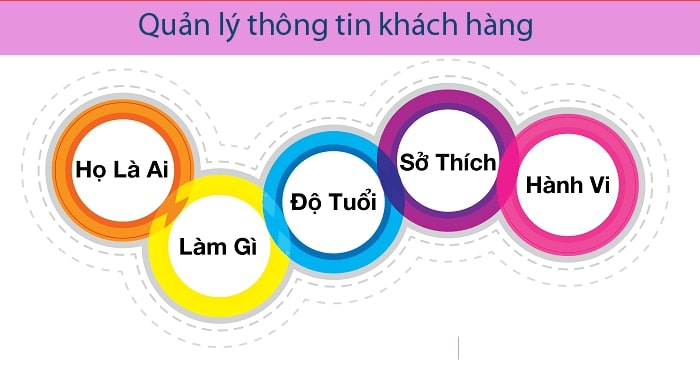 Quản lý thông tin khách hàng
Họ Là Ai
Làm Gì
Độ Tuổi
Sở Thích
Hành Vi